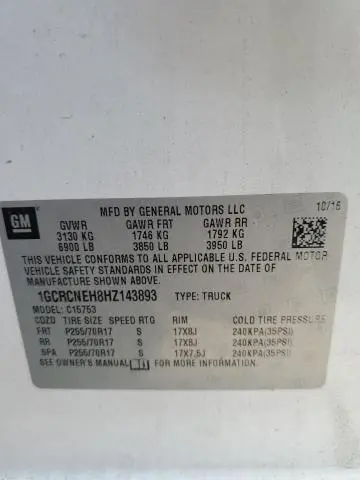 MFD BY GENERAL MOTORS LLC
10/16
GM
GVWR GAWR FRT GAWR RR
3130 KG 1746 KG 1792 KG
6900 LB 3850 LB 3950 LB
THIS VEHICLE CONFORMS TO ALL APPLICABLE U.S. FEDERAL MOTOR
VEHICLE SAFETY STANDARDS IN EFFECT ON THE DATE OF
MANUFACTURE SHOWN ABOVE.
1GCRCNEH8HZ143893 TYPE: TRUCK
MODEL: C15753
COZD TIRE SIZE SPEED RTG RIM COLD TIRE PRESSURE
FRT P255/70R17 S 17X8J 240KPA(35PSI)
RR P255/70R17 S 17X8J 240KPA(35PSI)
SPA P255/70R17 S 17X7.5J 240KPA(35PSI)
SEE OWNER'S MANUAL FOR MORE INFORMATION.